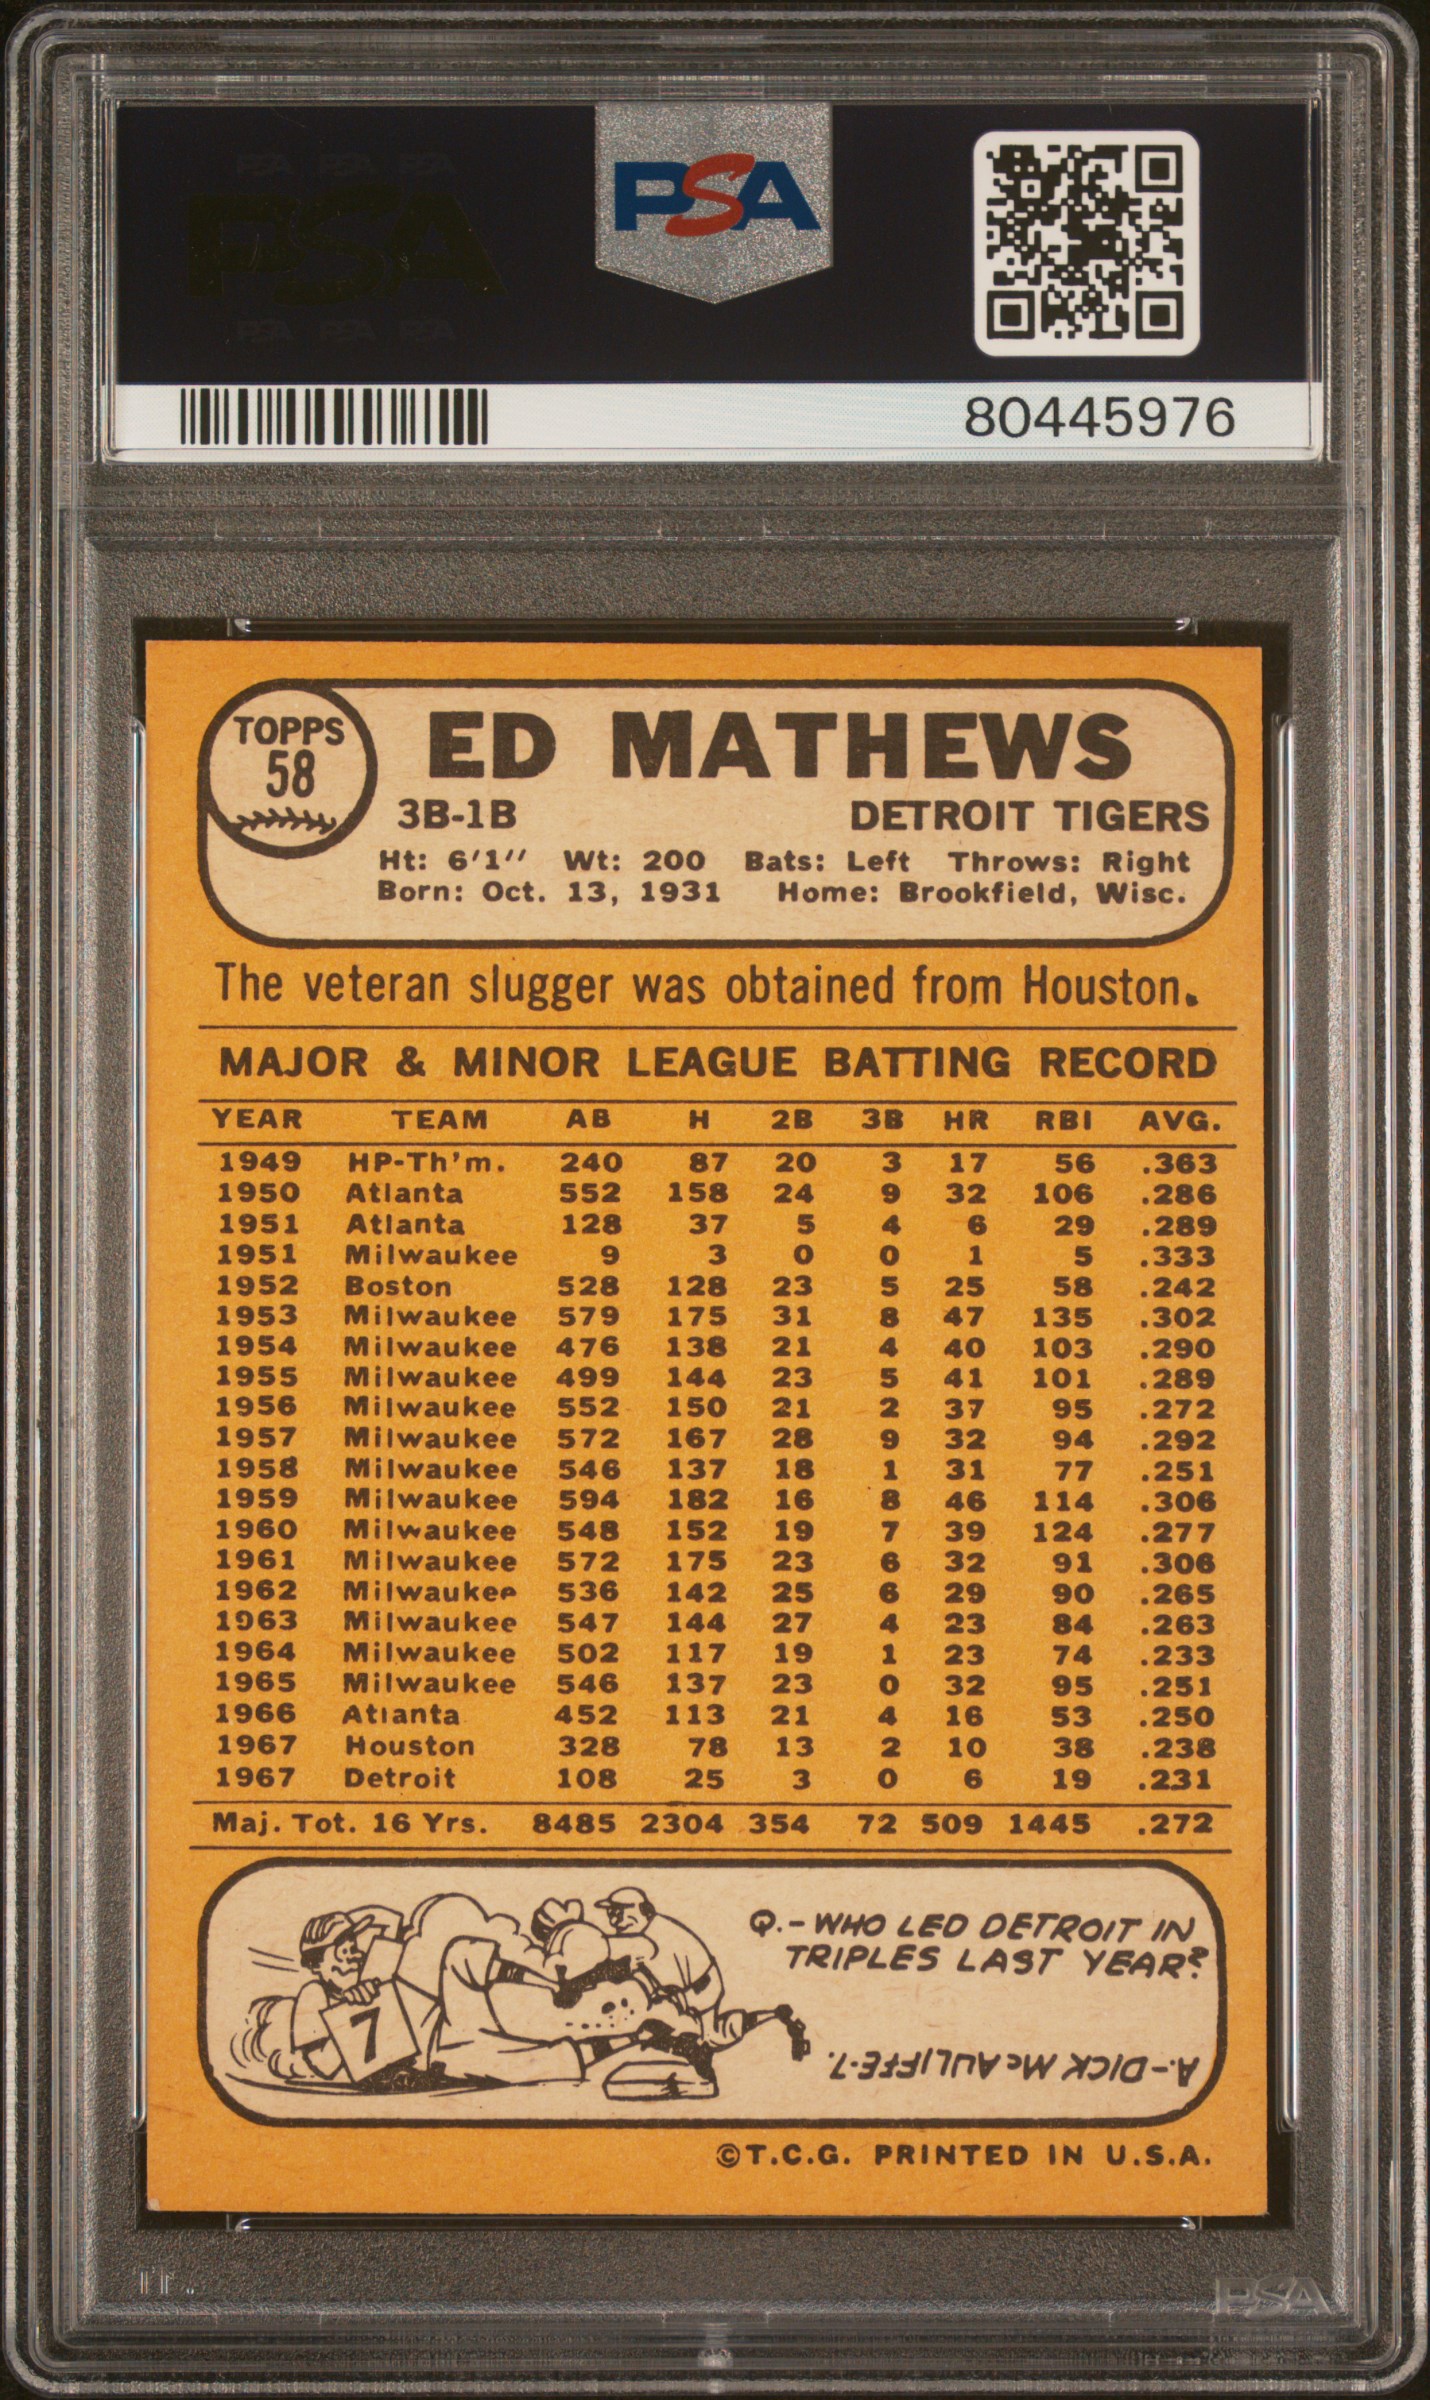 PSA PSA PSA
PSA
PSA PSA PSA
PSA
80445976
TOPPS
58
ED MATHEWS
3B-1B DETROIT TIGERS
Ht: 6'1" Wt: 200 Bats: Left Throws: Right
Born: Oct. 13, 1931 Home: Brookfield, Wisc.
The veteran slugger was obtained from Houston.
MAJOR & MINOR LEAGUE BATTING RECORD
YEAR TEAM AB H 2B 3B HR RBI AVG.
1949 HP-Th'm. 240 87 20 3 17 56 .363
1950 Atlanta 552 158 24 9 32 106 .286
1951 Atlanta 128 37 5 4 6 29 .289
1951 Milwaukee 9 3 0 0 1 5 .333
1952 Boston 528 128 23 5 25 58 .242
1953 Milwaukee 579 175 31 8 47 135 .302
1954 Milwaukee 476 138 21 4 40 103 .290
1955 Milwaukee 499 144 23 5 41 101 .289
1956 Milwaukee 552 150 21 2 37 95 .272
1957 Milwaukee 572 167 28 9 32 94 .292
1958 Milwaukee 546 137 18 1 31 77 .251
1959 Milwaukee 594 182 16 8 46 114 .306
1960 Milwaukee 548 152 19 7 39 124 .277
1961 Milwaukee 572 175 23 6 32 91 .306
1962 Milwaukee 536 142 25 6 29 90 .265
1963 Milwaukee 547 144 27 4 23 84 .263
1964 Milwaukee 502 117 19 1 23 74 .233
1965 Milwaukee 546 137 23 0 32 95 .251
1966 Atlanta 452 113 21 4 16 53 .250
1967 Houston 328 78 13 2 10 38 .238
1967 Detroit 108 25 3 0 6 19 .231
Maj. Tot. 16 Yrs. 8485 2304 354 72 509 1445 .272
7
Q.-WHO LED DETROIT IN
TRIPLES LAST YEAR?
A.-DICK McAULIFFE-7.
©T.C.G. PRINTED IN U.S.A.
PSA